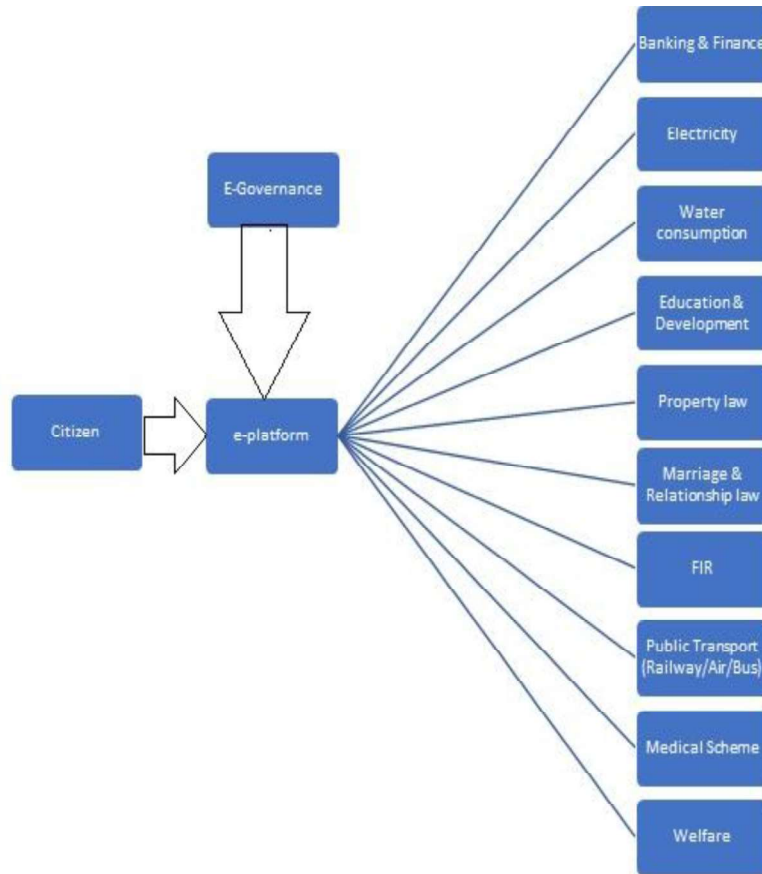 Banking & Finance
Electricity
E-Governance
Water
consumption
Education &
Development
Property law
Citizen
e-platform
Marriage &
Relationship law
FIR
Public Transport
(Railway/Air/Bus)
Medical Scheme
Welfare